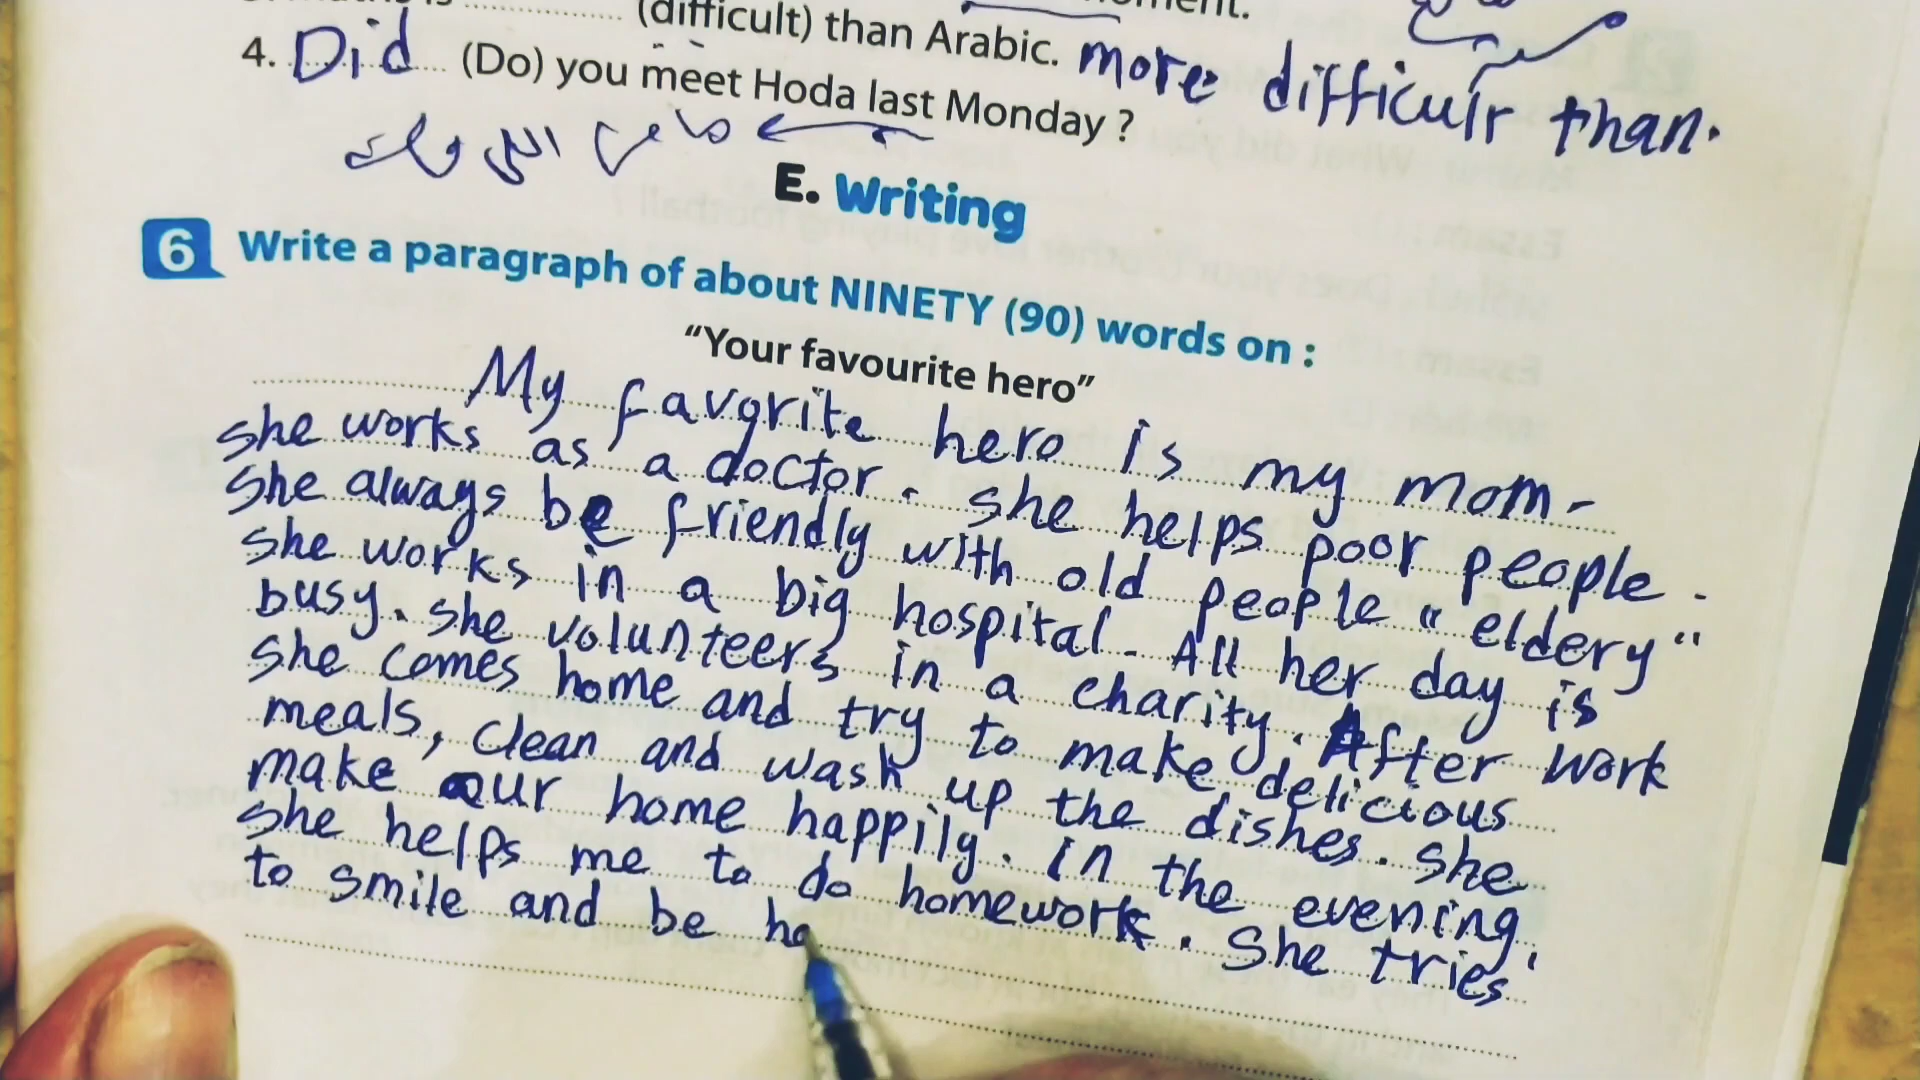 (difficult) than Arabic. more difficult than.
4. Did (Do) you meet Hoda last Monday ?
E. Writing
6 Write a paragraph of about NINETY (90) words on :
"Your favourite hero"
My favorite hero is my mom-
she works as a doctor. she helps poor people.
she always be friendly with old people "eldery"
she works in a big hospital. All her day is
busy. she volunteers in a charity. After work
she comes home and try to make delicious
meals, clean and wash up the dishes. she
make our home happily. in the evening,
she helps me to do homework. She tries
to smile and be ha